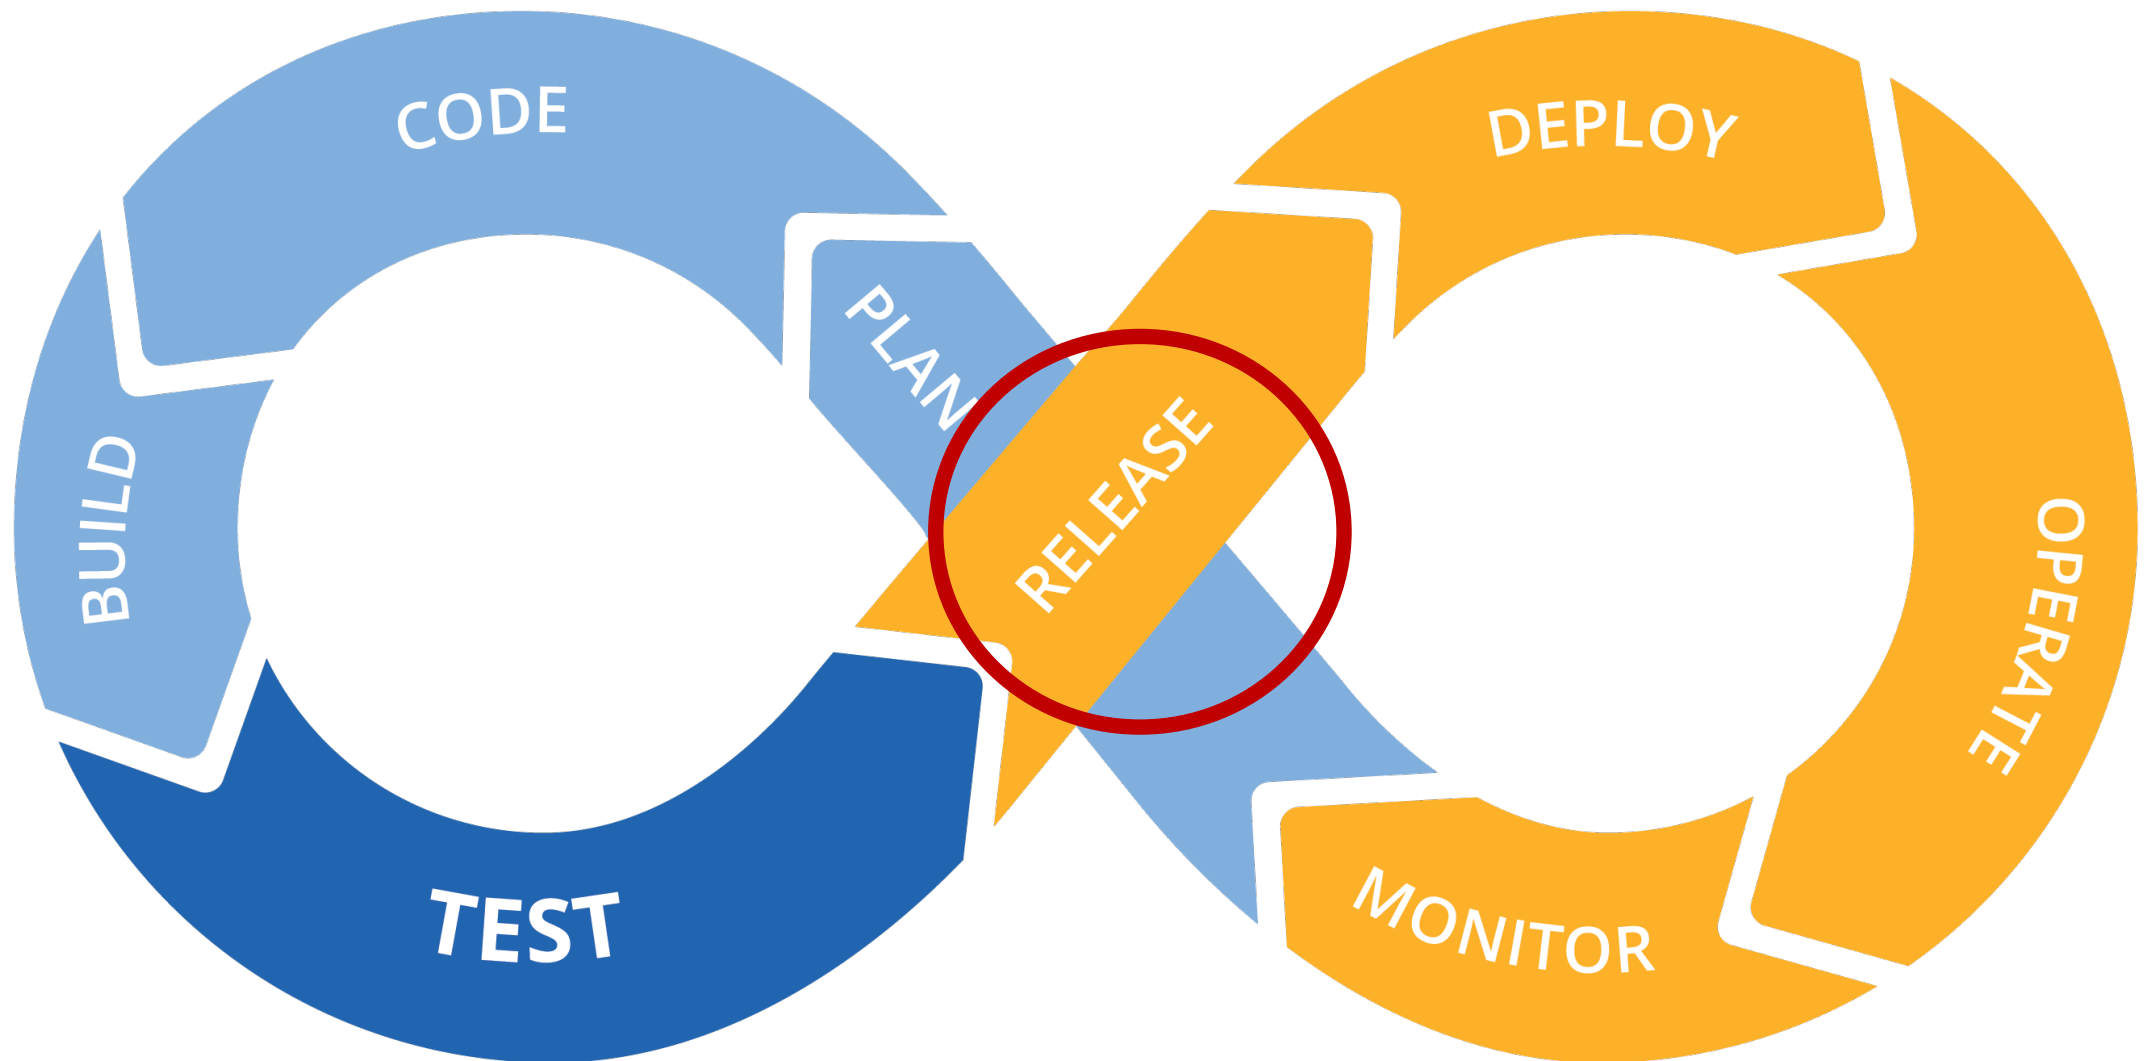 CODE
DEPLOY
PLAN
RELEASE
BUILD
OPERATE
TEST
MONITOR